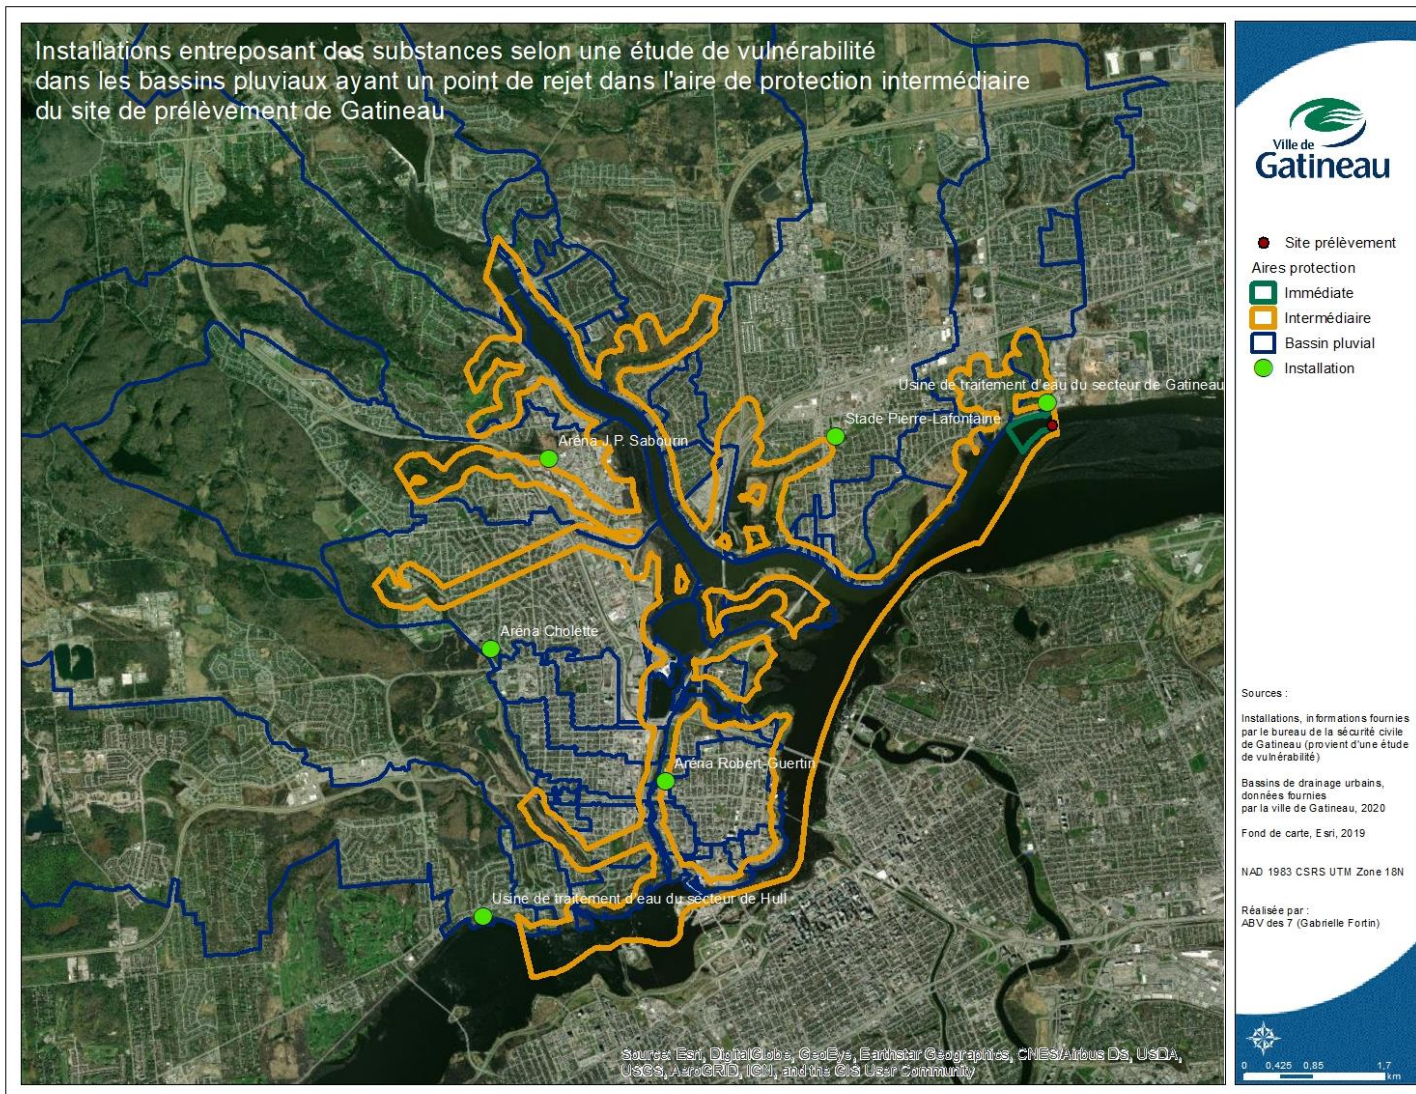 Installations entreposant des substances selon une étude de vulnérabilité
dans les bassins pluviaux ayant un point de rejet dans l'aire de protection intermédiaire
du site de prélèvement de Gatineau
Usine de traitement d'eau du secteur de Gatineau
Stade Pierre-Lafontaine
Aréna J.P. Sabourin
Aréna Cholette
Aréna Robert-Guertin
Usine de traitement d'eau du secteur de Hull
Source: Esri, DigitalGlobe, GeoEye, Earthstar Geographics, CNES/Airbus DS, USDA,
USGS, AeroGRID, IGN, and the GIS User Community
Ville de
Gatineau
Site prélèvement
Aires protection
Immédiate
Intermédiaire
Bassin pluvial
Installation
Sources :
Installations, informations fournies
par le bureau de la sécurité civile
de Gatineau (provient d'une étude
de vulnérabilité)
Bassins de drainage urbains,
données fournies
par la ville de Gatineau, 2020
Fond de carte, Esri, 2019
NAD 1983 CSRS UTM Zone 18N
Réalisée par :
ABV des 7 (Gabrielle Fortin)
0 0,425 0,85 1,7
km